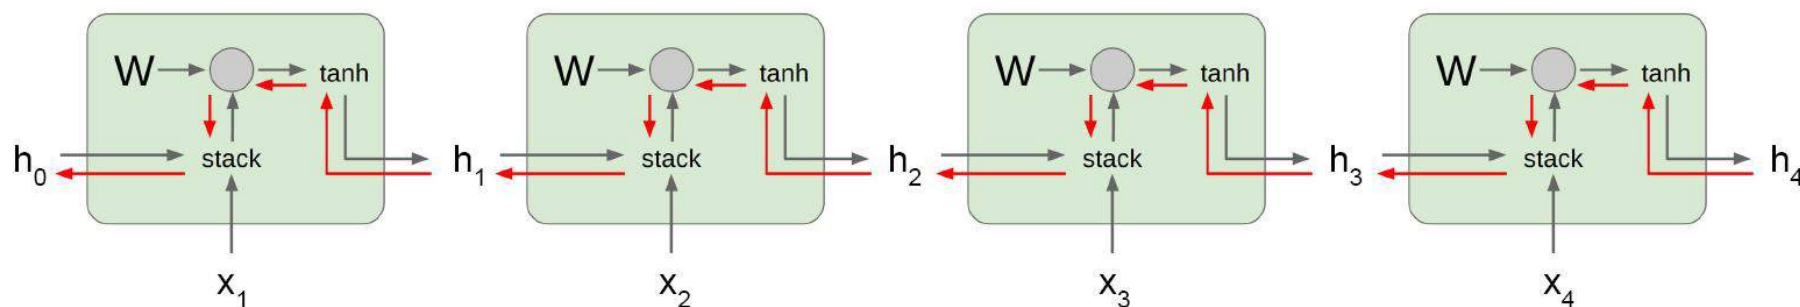 W tanh W tanh W tanh W tanh
h₀ stack h₁ stack h₂ stack h₃ stack h₄
x₁ x₂ x₃ x₄